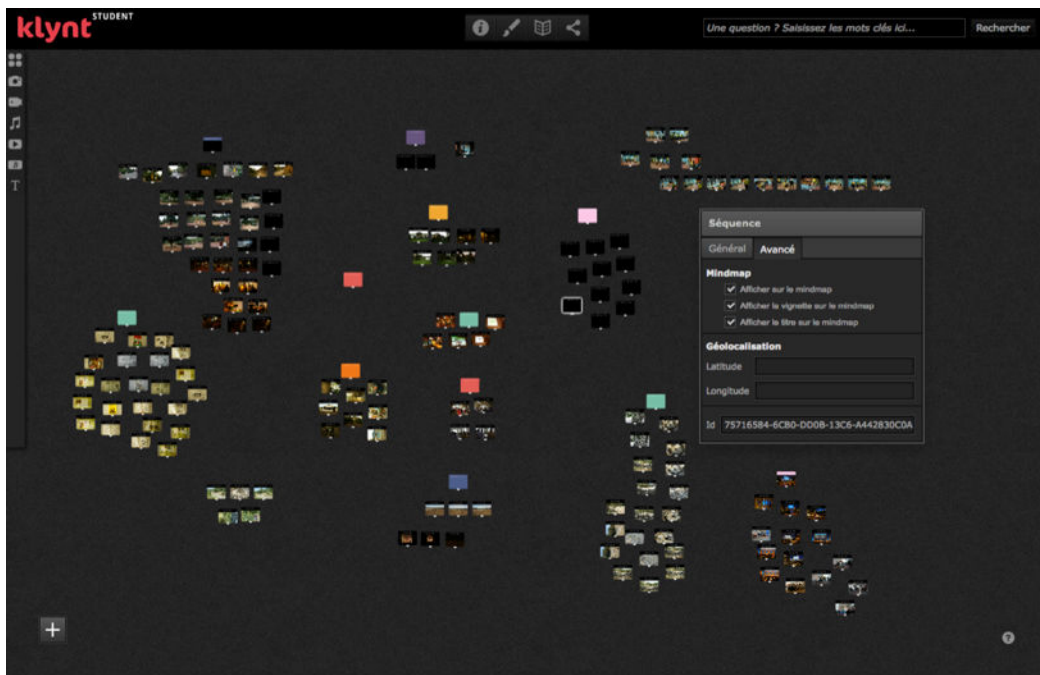 klynt STUDENT
Une question ? Saisissez les mots clés ici...
Rechercher
T
Séquence
Général Avancé
Mindmap
Afficher sur le mindmap
Afficher le vignette sur le mindmap
Afficher le titre sur le mindmap
Géolocalisation
Latitude
Longitude
Id 75716584-6CB0-DD0B-13C6-A442830C0A